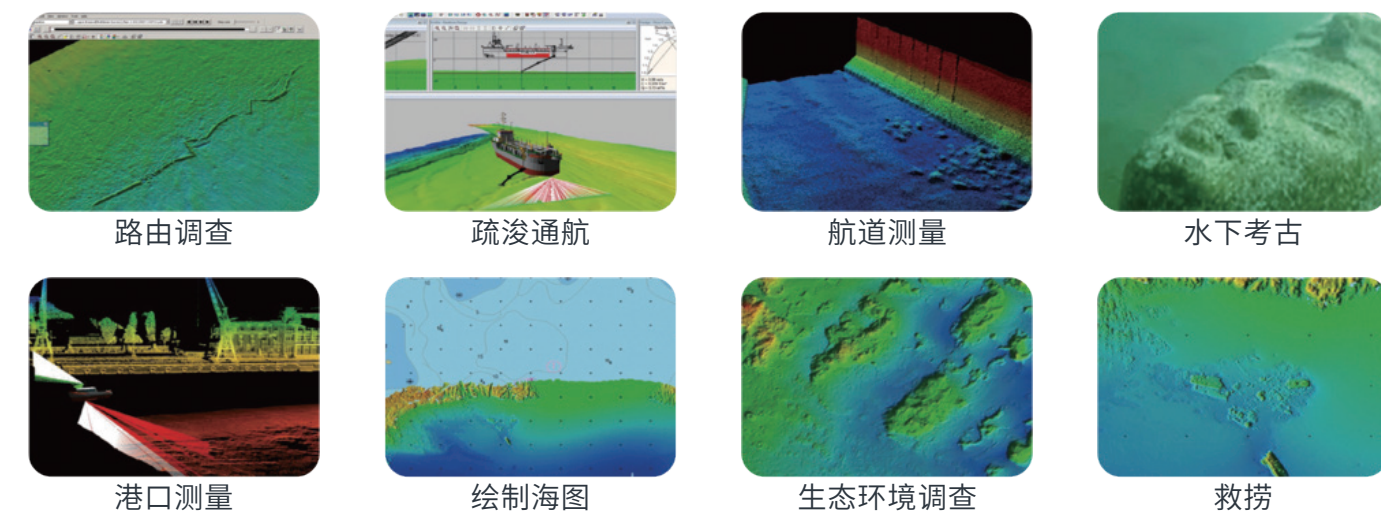 路由调查
疏浚通航
航道测量
水下考古
港口测量
绘制海图
生态环境调查
救捞